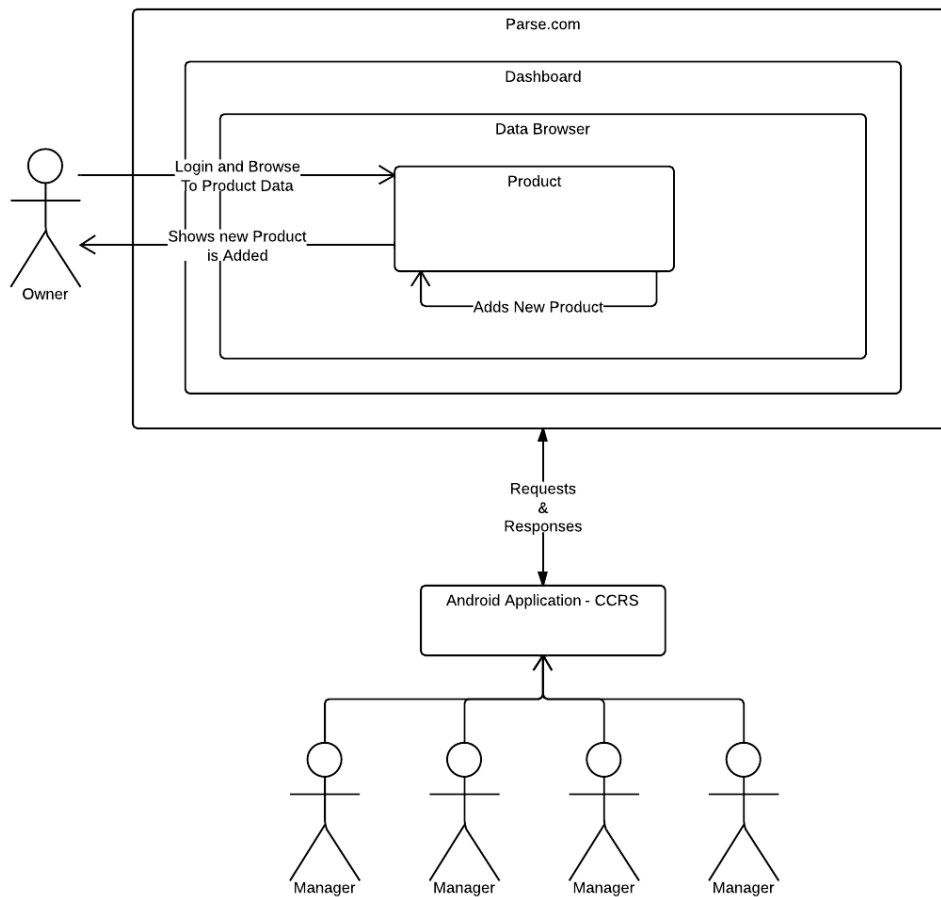 Parse.com
Dashboard
Data Browser
Login and Browse
To Product Data
Product
Shows new Product
is Added
Owner
Adds New Product
Requests
&
Responses
Android Application - CCRS
Manager
Manager
Manager
Manager